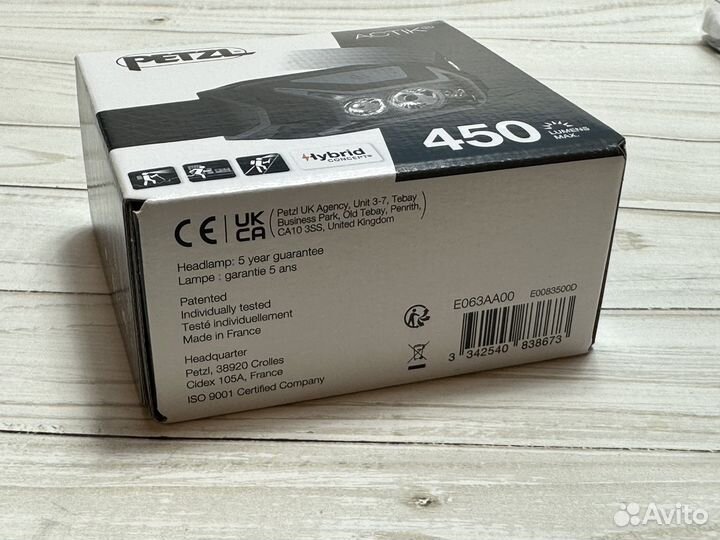 PETZL
ACTIK®
450
LUMENS
MAX.
Hybrid
CONCEPT®
CE
UK
CA
Petzl UK Agency, Unit 3-7, Tebay
Business Park, Old Tebay, Penrith,
CA10 3SS, United Kingdom
Headlamp: 5 year guarantee
Lampe : garantie 5 ans
Patented
Individually tested
Testé individuellement
Made in France
Headquarter
Petzl, 38920 Crolles
Cidex 105A, France
ISO 9001 Certified Company
E063AA00
E0083500D
3 342540 838673
Avito